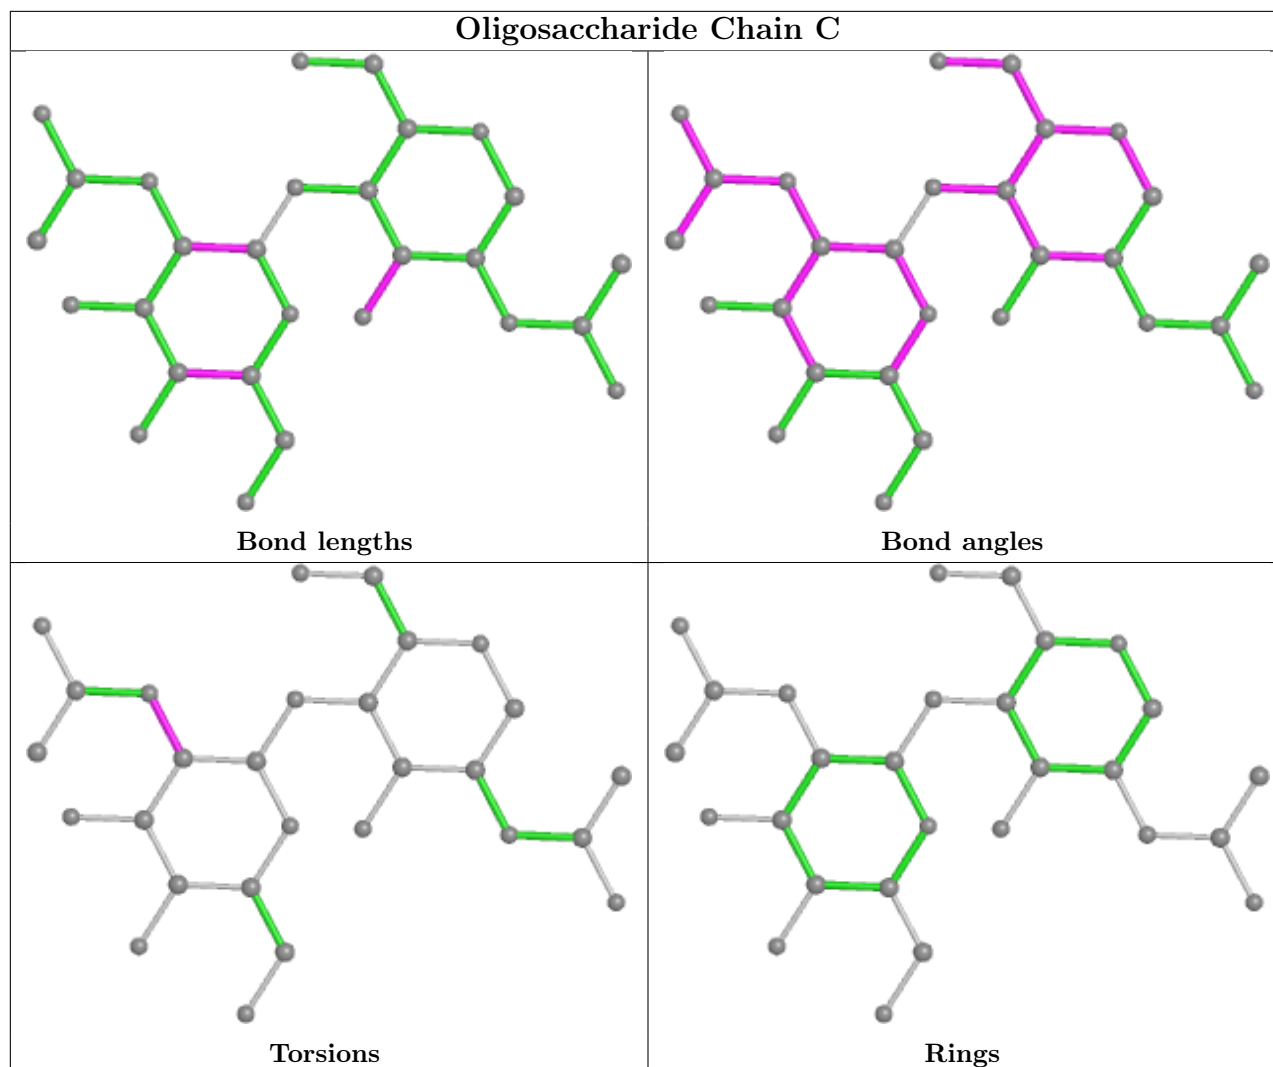 Oligosaccharide Chain C
Bond lengths
Bond angles
Torsions
Rings